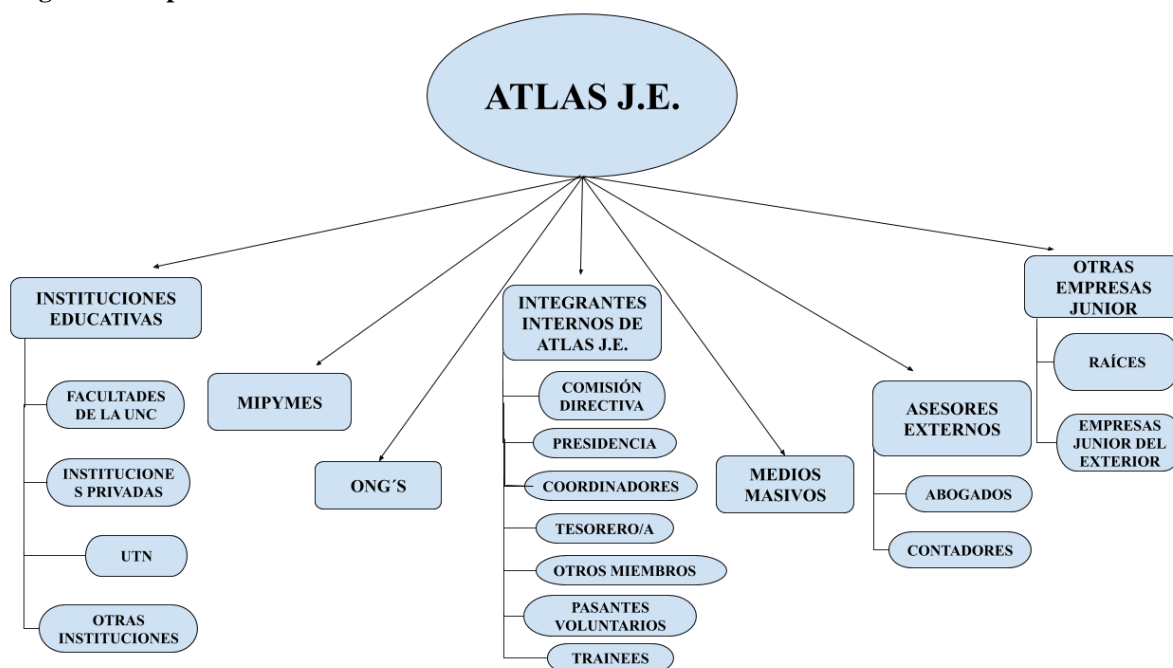 ATLAS J.E.
INSTITUCIONES
EDUCATIVAS
FACULTADES
DE LA UNC
INSTITUCIONE
S PRIVADAS
UTN
OTRAS
INSTITUCIONES
MIPYMES
ONG´S
INTEGRANTES
INTERNOS DE
ATLAS J.E.
COMISIÓN
DIRECTIVA
PRESIDENCIA
COORDINADORES
TESORERO/A
OTROS MIEMBROS
PASANTES
VOLUNTARIOS
TRAINEES
MEDIOS
MASIVOS
ASESORES
EXTERNOS
ABOGADOS
CONTADORES
OTRAS
EMPRESAS
JUNIOR
RAÍCES
EMPRESAS
JUNIOR DEL
EXTERIOR